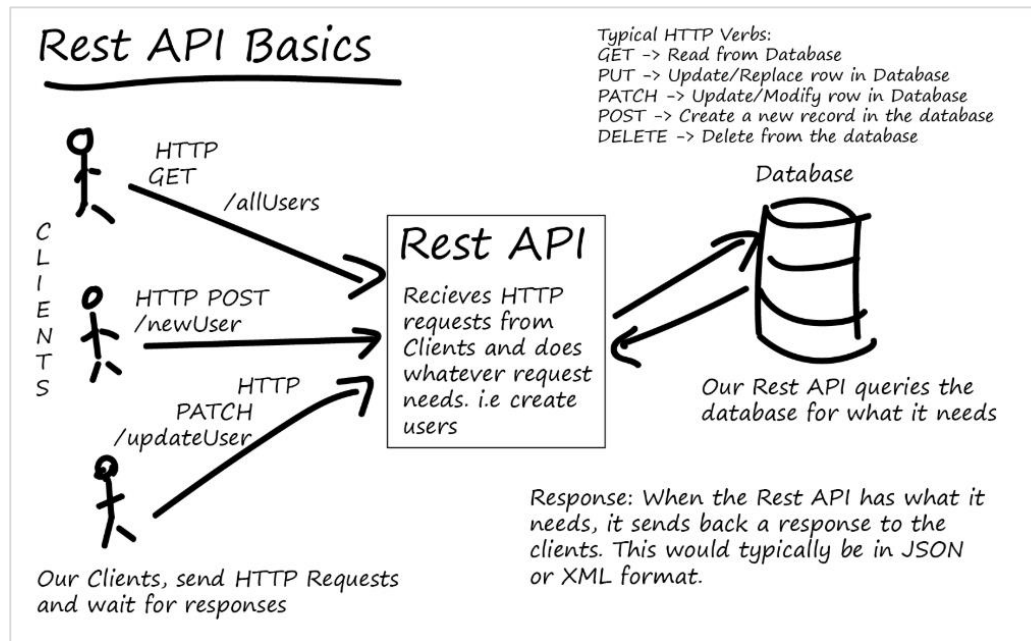 Rest API Basics
Typical HTTP Verbs:
GET -> Read from Database
PUT -> Update/Replace row in Database
PATCH -> Update/Modify row in Database
POST -> Create a new record in the database
DELETE -> Delete from the database
CLIENTS
HTTP
GET
/allUsers
HTTP POST
/newUser
HTTP
PATCH
/updateUser
Our Clients, send HTTP Requests
and wait for responses
Rest API
Recieves HTTP
requests from
Clients and does
whatever request
needs. i.e create
users
Database
Our Rest API queries the
database for what it needs
Response: When the Rest API has what it
needs, it sends back a response to the
clients. This would typically be in JSON
or XML format.